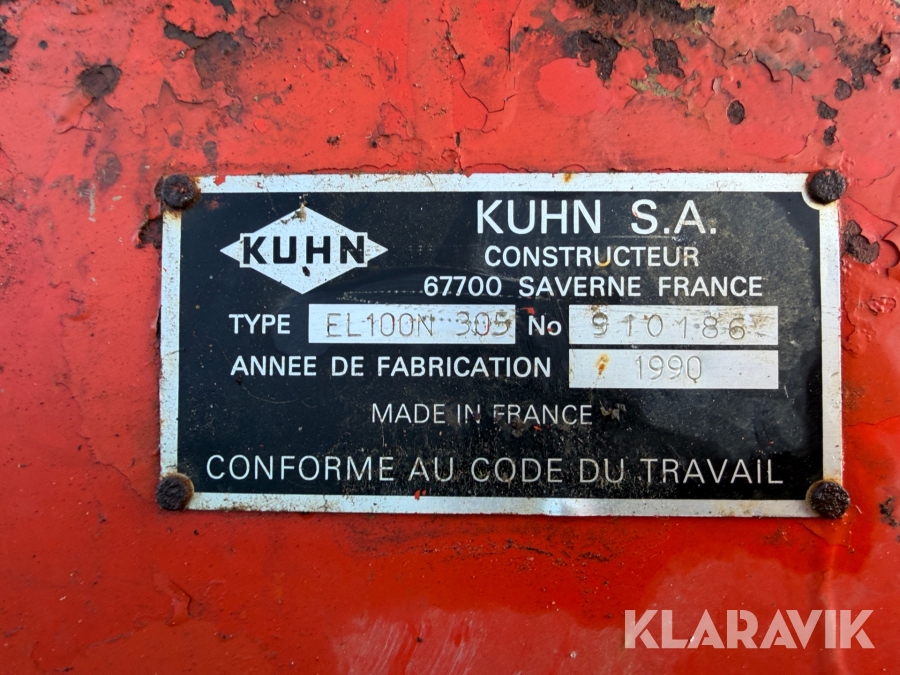 KUHN
KUHN S.A.
CONSTRUCTEUR
67700 SAVERNE FRANCE
TYPE EL100N 305 No 910186
ANNEE DE FABRICATION 1990
MADE IN FRANCE
CONFORME AU CODE DU TRAVAIL
KLARAVIK